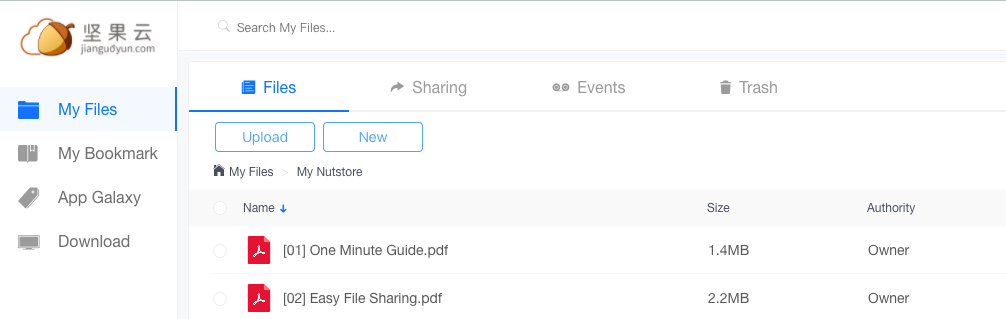 坚果云
jianguoyun.com
Search My Files...
My Files
My Bookmark
App Galaxy
Download
Files
Sharing
Events
Trash
Upload
New
My Files > My Nutstore
Name Size Authority
[01] One Minute Guide.pdf 1.4MB Owner
[02] Easy File Sharing.pdf 2.2MB Owner